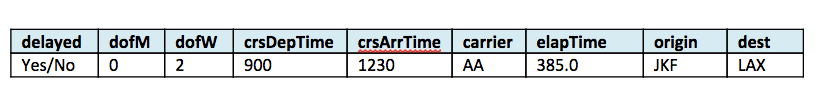 delayed dofM dofW crsDepTime crsArrTime carrier elapTime origin dest
Yes/No 0 2 900 1230 AA 385.0 JKF LAX